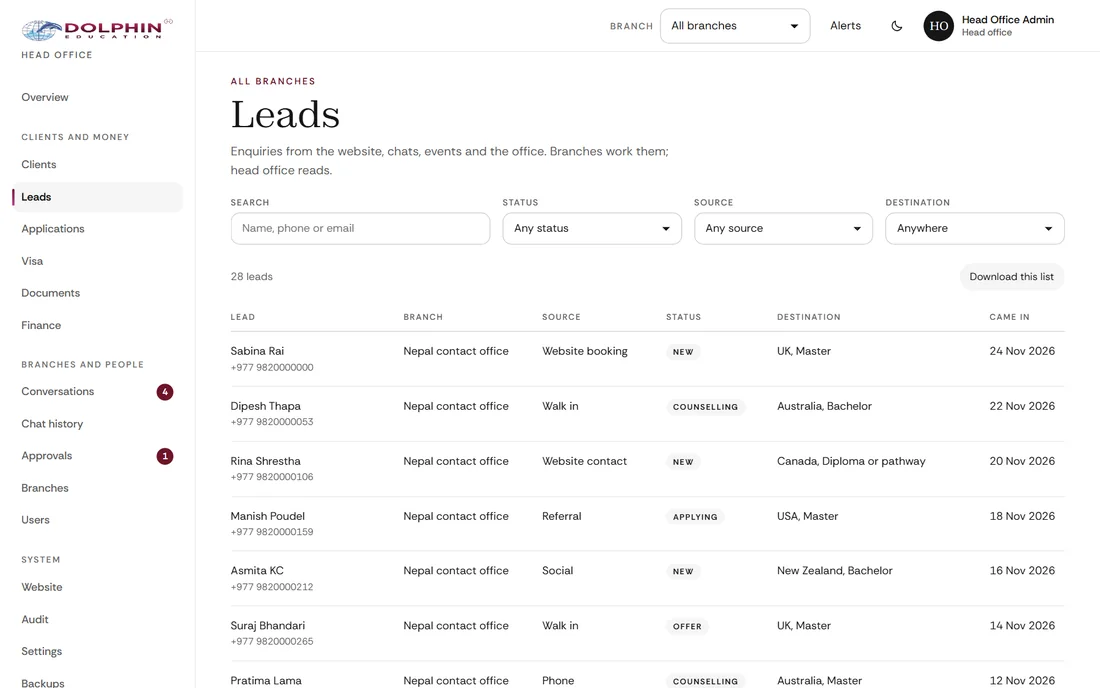 DOLPHIN
EDUCATION
HEAD OFFICE
Overview
CLIENTS AND MONEY
Clients
Leads
Applications
Visa
Documents
Finance
BRANCHES AND PEOPLE
Conversations 4
Chat history
Approvals 1
Branches
Users
SYSTEM
Website
Audit
Settings
Backups
BRANCH All branches Alerts HO Head Office Admin
Head office
ALL BRANCHES
Leads
Enquiries from the website, chats, events and the office. Branches work them;
head office reads.
SEARCH STATUS SOURCE DESTINATION
Name, phone or email Any status Any source Anywhere
28 leads Download this list
LEAD BRANCH SOURCE STATUS DESTINATION CAME IN
Sabina Rai Nepal contact office Website booking NEW UK, Master 24 Nov 2026
+977 9820000000
Dipesh Thapa Nepal contact office Walk in COUNSELLING Australia, Bachelor 22 Nov 2026
+977 9820000053
Rina Shrestha Nepal contact office Website contact NEW Canada, Diploma or pathway 20 Nov 2026
+977 9820000106
Manish Poudel Nepal contact office Referral APPLYING USA, Master 18 Nov 2026
+977 9820000159
Asmita KC Nepal contact office Social NEW New Zealand, Bachelor 16 Nov 2026
+977 9820000212
Suraj Bhandari Nepal contact office Walk in OFFER UK, Master 14 Nov 2026
+977 9820000265
Pratima Lama Nepal contact office Phone COUNSELLING Australia, Master 12 Nov 2026